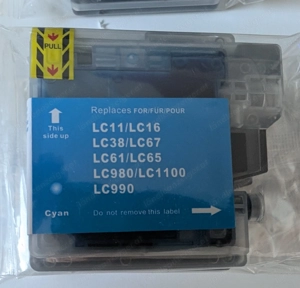 PULL
Replaces FOR/FUR/POUR
This
side up
LC11/LC16
LC38/LC67
LC61/LC65
LC980/LC1100
LC990
Cyan
Do not remove this label